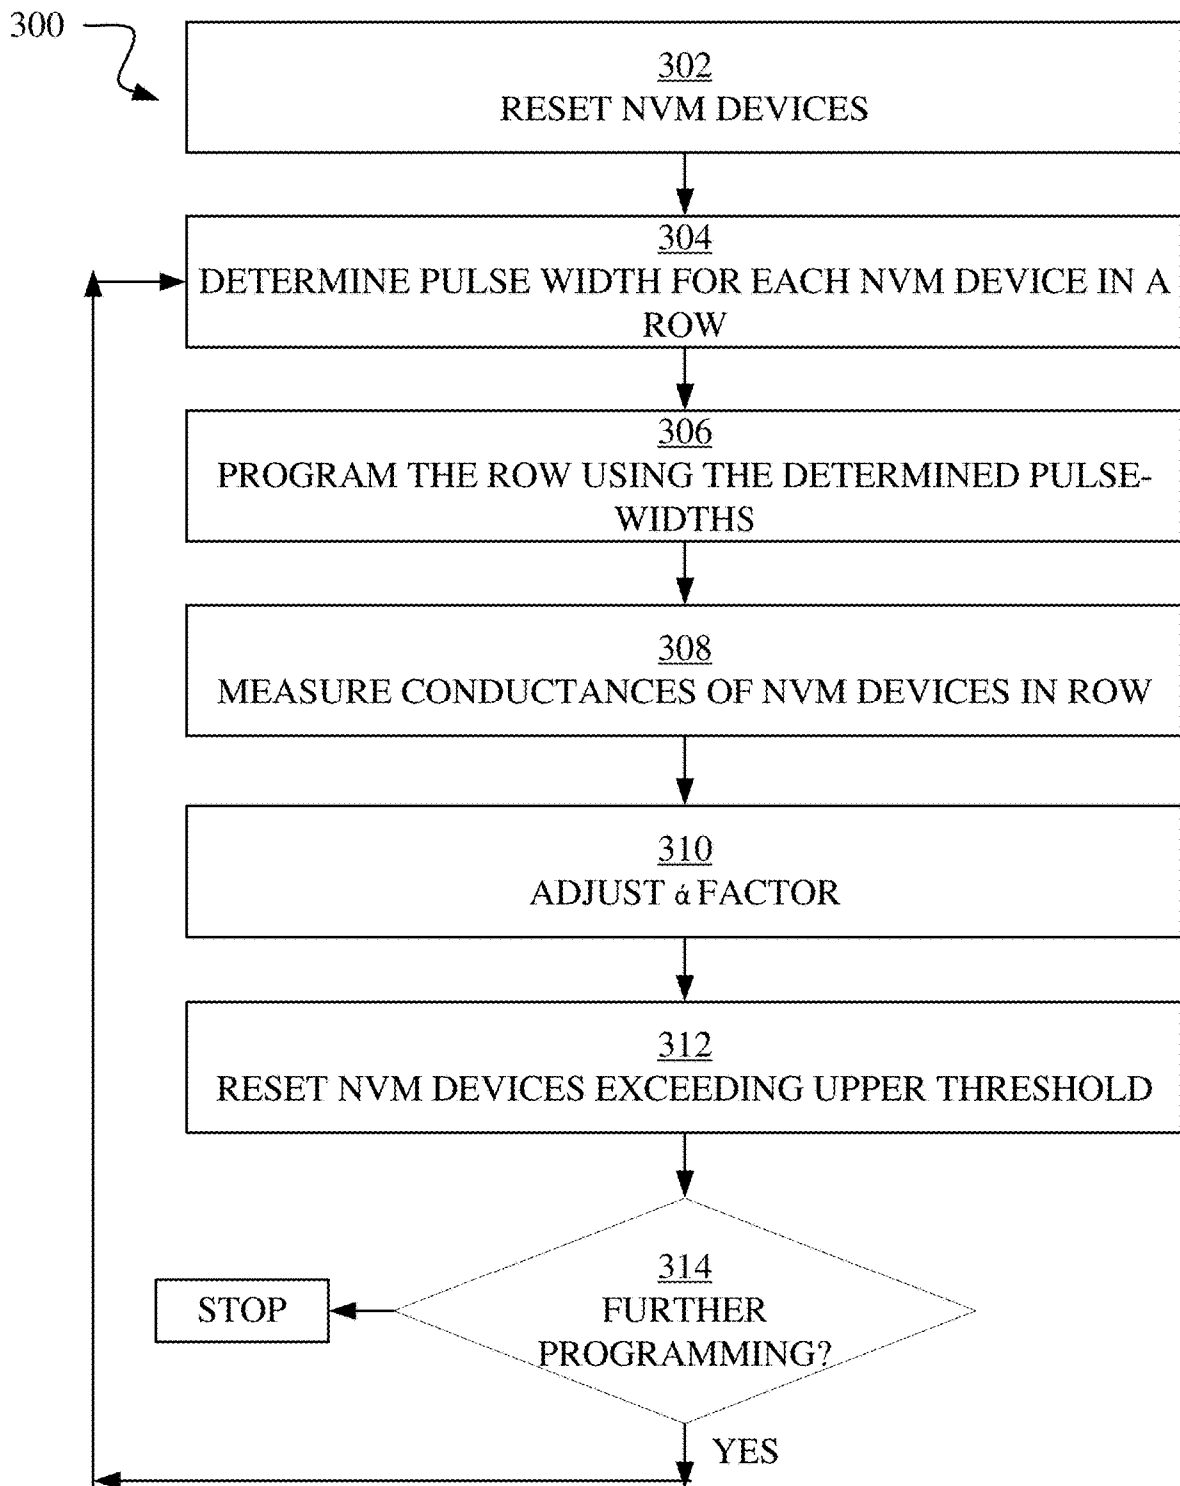 300
302
RESET NVM DEVICES
304
DETERMINE PULSE WIDTH FOR EACH NVM DEVICE IN A
ROW
306
PROGRAM THE ROW USING THE DETERMINED PULSE-
WIDTHS
308
MEASURE CONDUCTANCES OF NVM DEVICES IN ROW
310
ADJUST ά FACTOR
312
RESET NVM DEVICES EXCEEDING UPPER THRESHOLD
314
FURTHER
PROGRAMMING?
STOP
YES